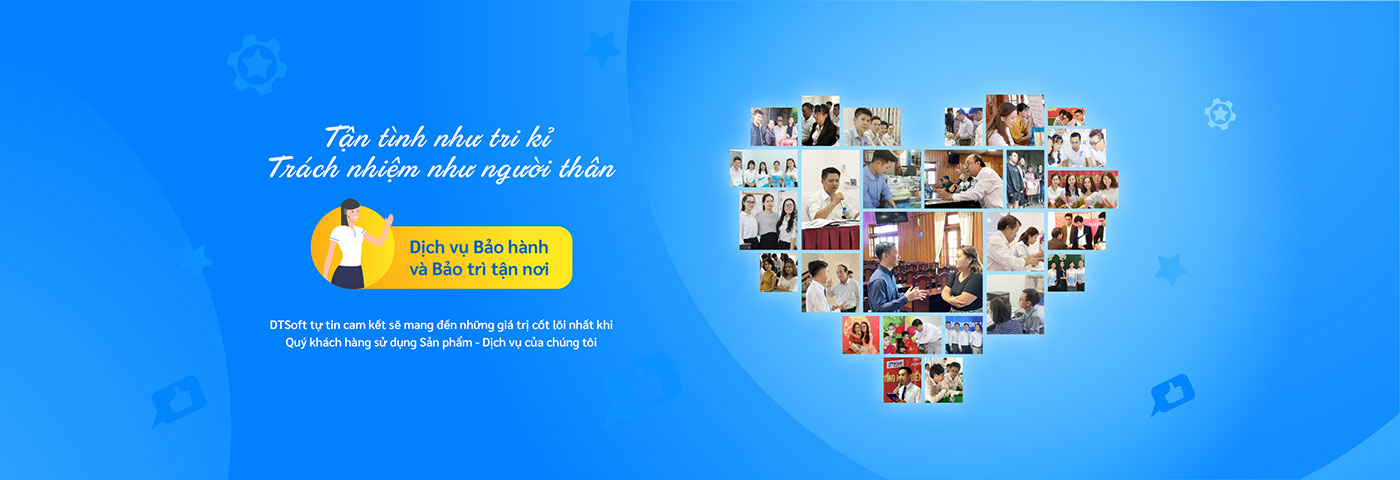 Tận tình như tri kỉ
Trách nhiệm như người thân
Dịch vụ Bảo hành
và Bảo trì tận nơi
DTSoft tự tin cam kết sẽ mang đến những giá trị cốt lõi nhất khi
Quý khách hàng sử dụng Sản phẩm - Dịch vụ của chúng tôi